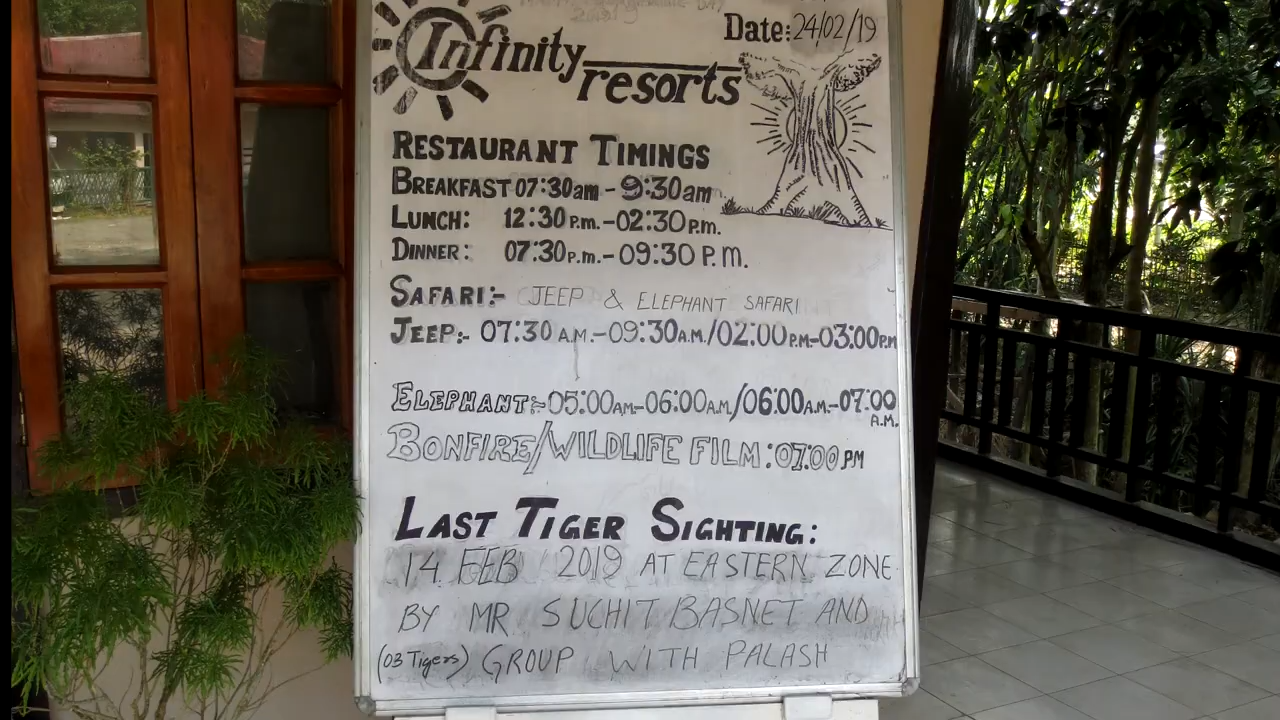 Date: 24/02/19
Infinity
resorts
RESTAURANT TIMINGS
BREAKFAST 07:30am - 9:30am
LUNCH: 12:30 P.m.-02:30 P.m.
DINNER: 07:30 P.m.-09:30 P.m.
SAFARI:- JEEP & ELEPHANT SAFARI
JEEP:- 07:30 A.M.-09:30 A.M./02:00 P.M-03:00 P.M
ELEPHANT:-05:00 AM-06:00 A.M/06:00 A.M.-07:00
A.M.
BONFIRE/WILDLIFE FILM:07:00 PM
LAST TIGER SIGHTING:
14 FEB 2019 AT EASTERN ZONE
BY MR SUCHIT BASNET AND
(03 Tigers) GROUP WITH PALASH